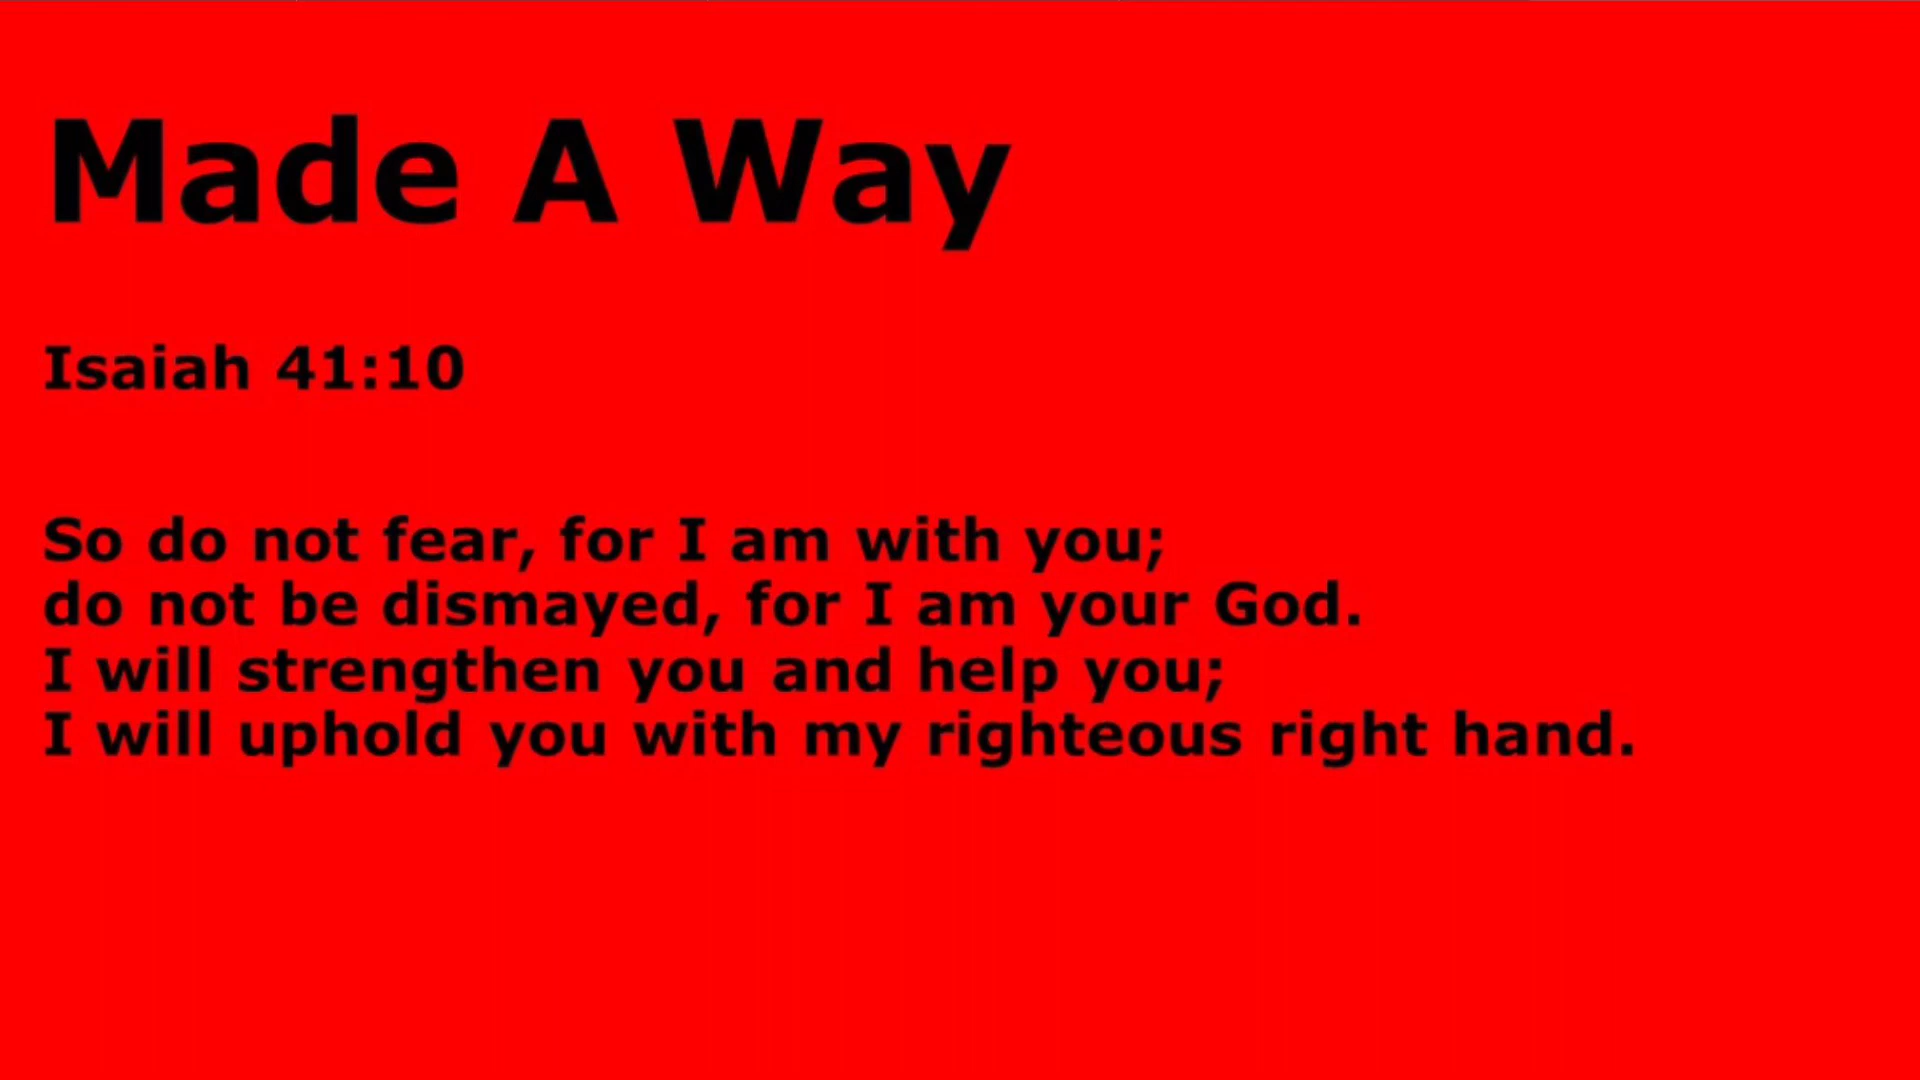 Made A Way
Isaiah 41:10
So do not fear, for I am with you;
do not be dismayed, for I am your God.
I will strengthen you and help you;
I will uphold you with my righteous right hand.